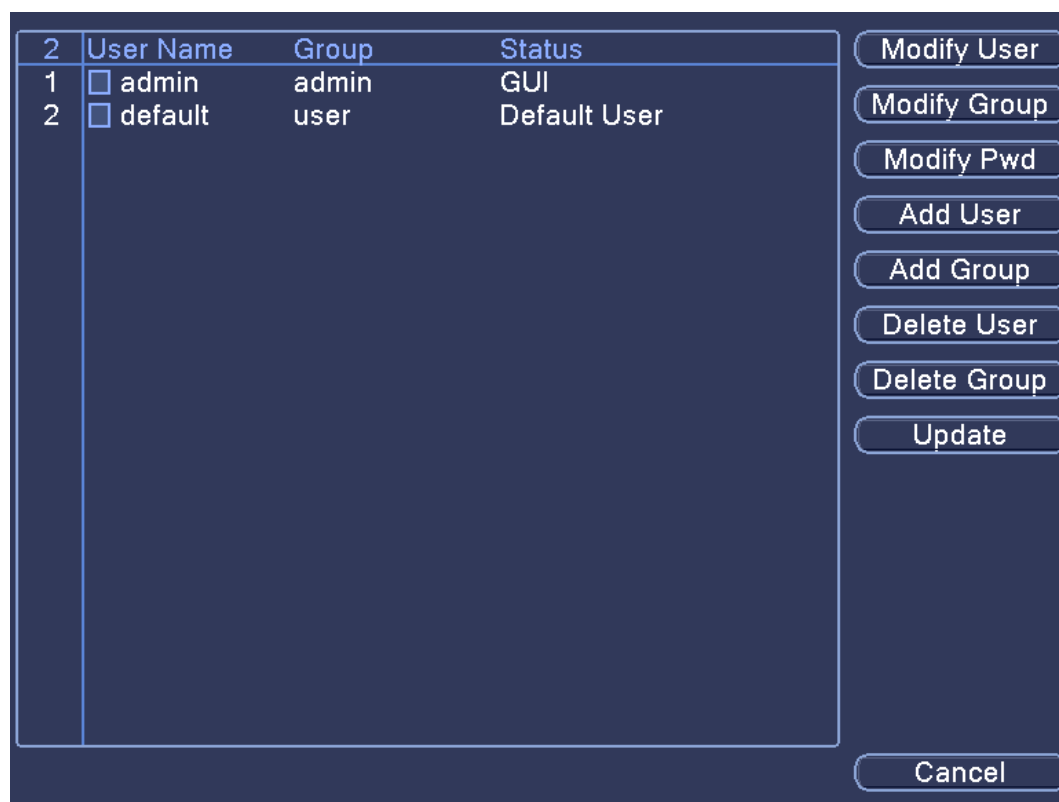 2 User Name Group Status
1 admin admin GUI
2 default user Default User
Modify User
Modify Group
Modify Pwd
Add User
Add Group
Delete User
Delete Group
Update
Cancel